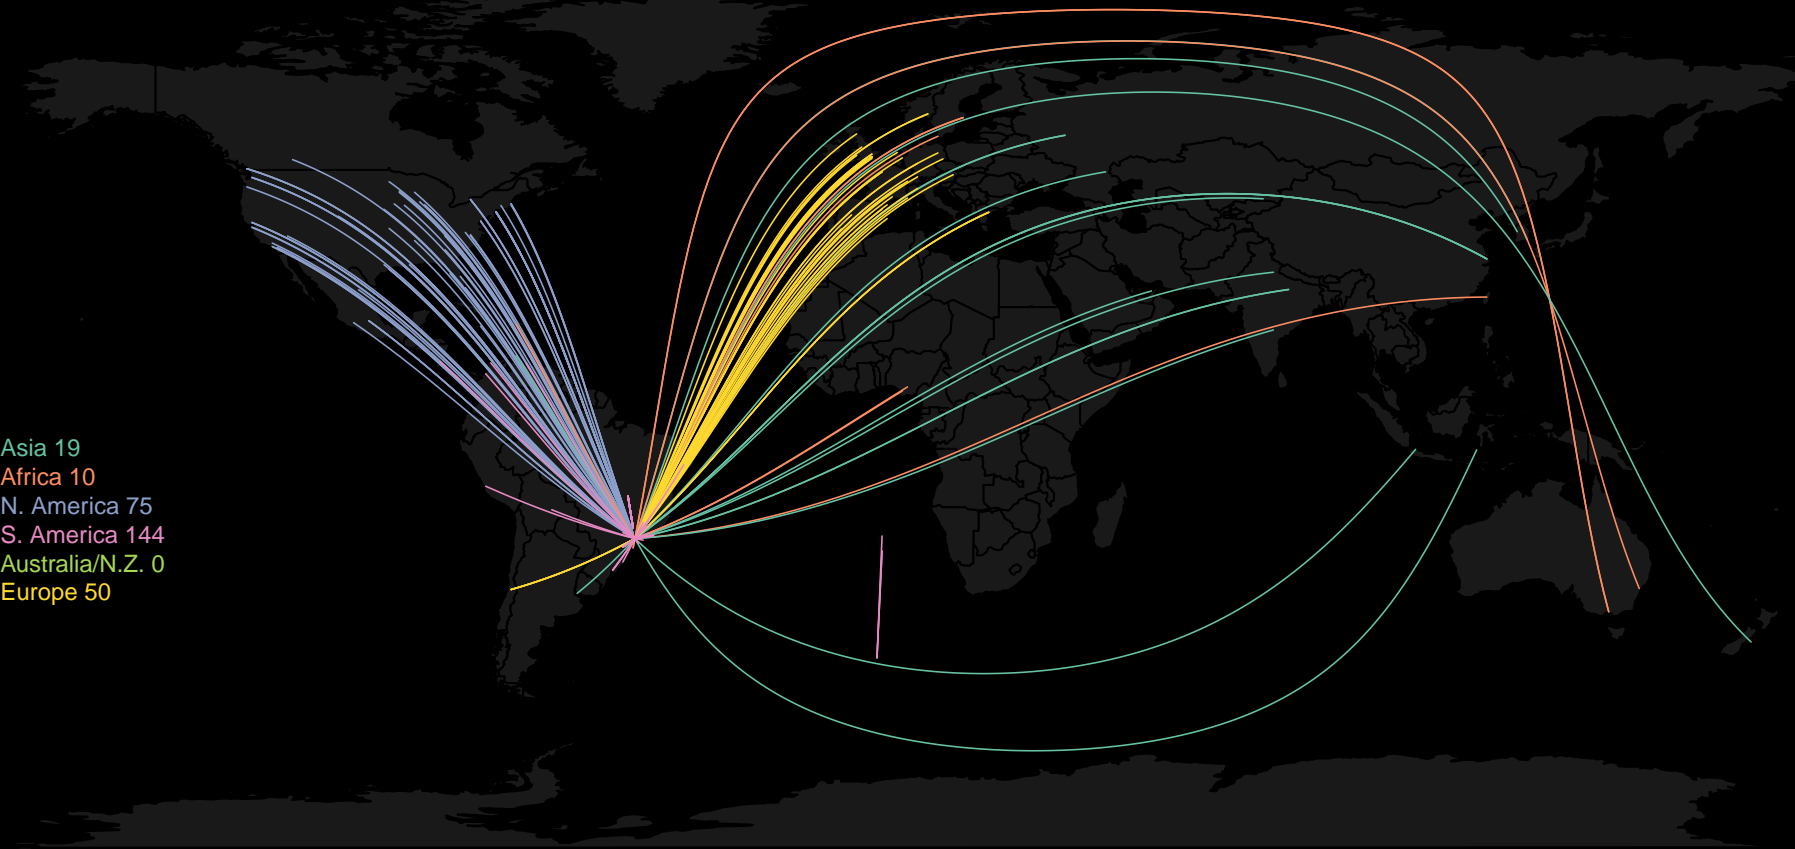 Asia 19
Africa 10
N. America 75
S. America 144
Australia/N.Z. 0
Europe 50